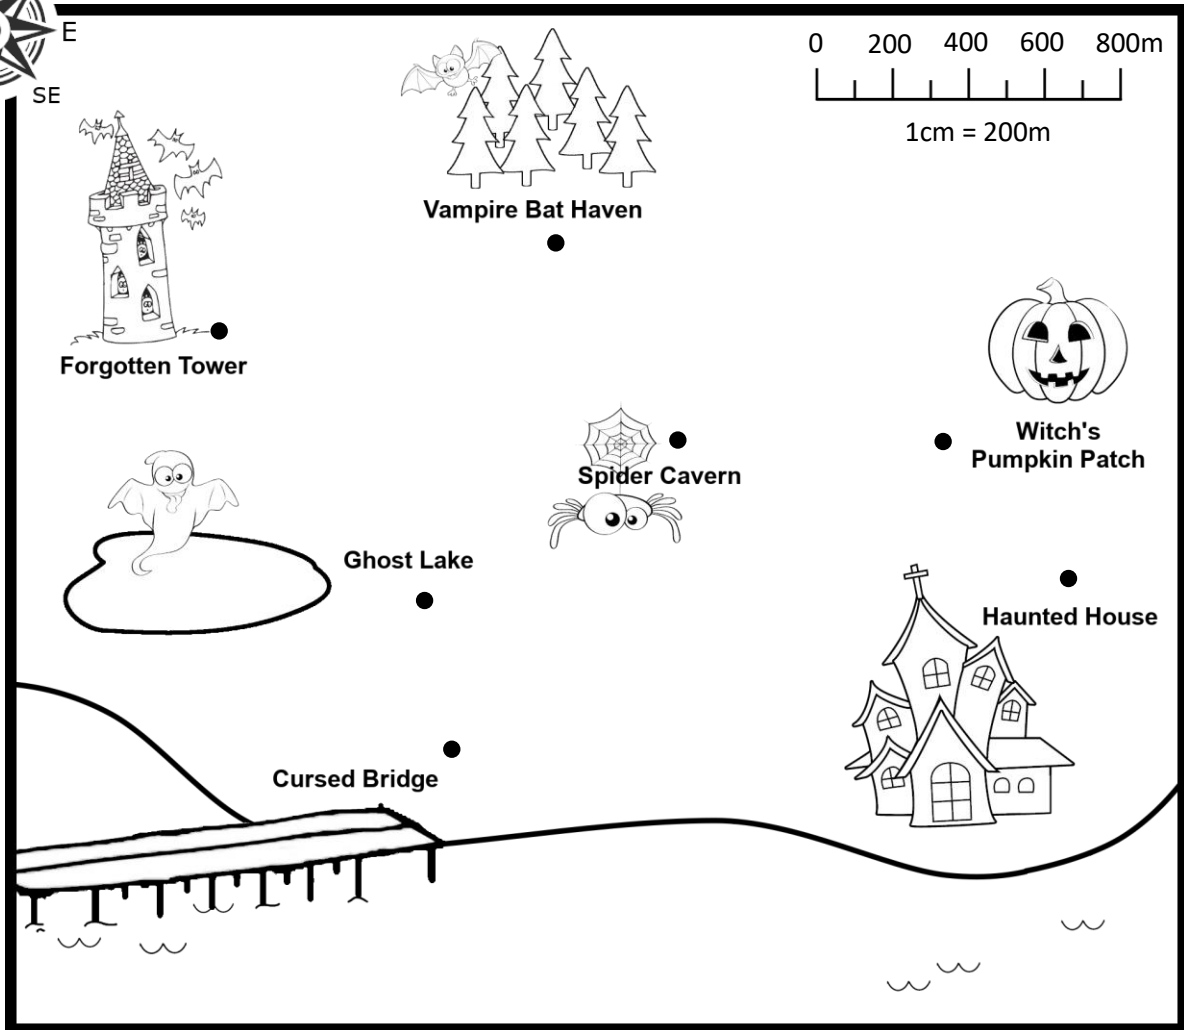 E
SE
0 200 400 600 800m
1cm = 200m
Vampire Bat Haven
Forgotten Tower
Witch's
Pumpkin Patch
Spider Cavern
Ghost Lake
Haunted House
Cursed Bridge